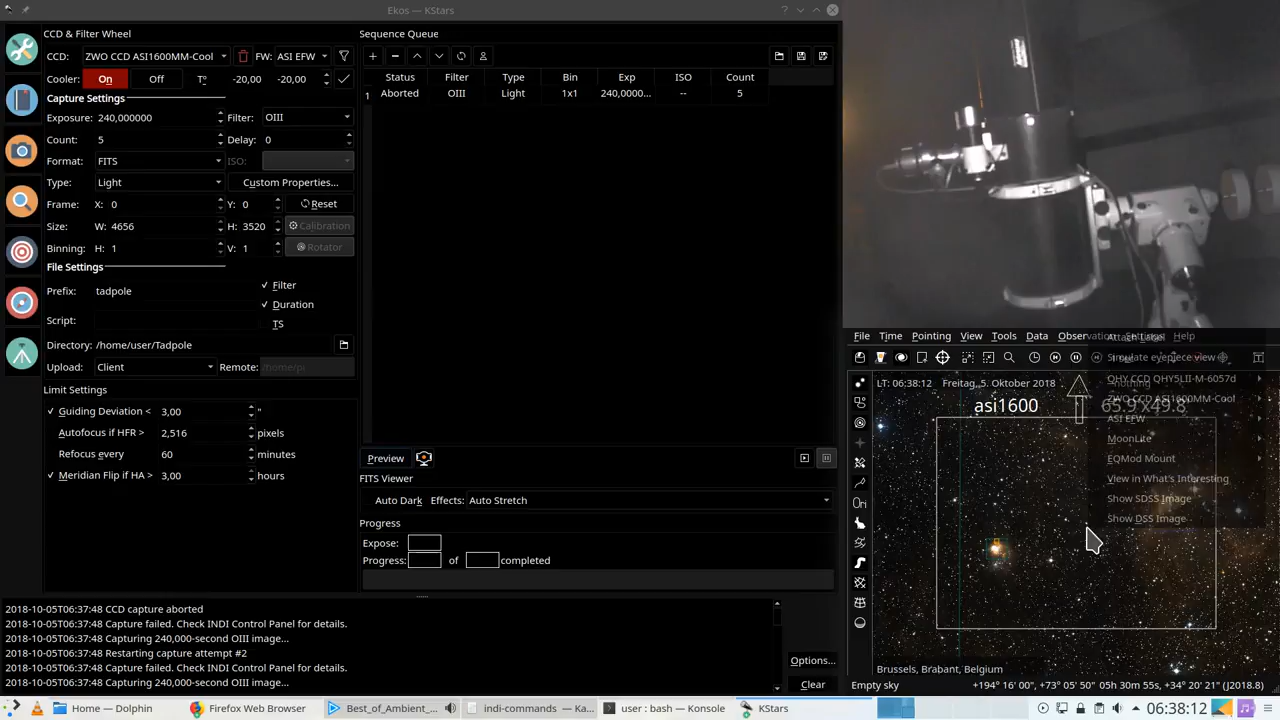 Ekos — KStars
CCD & Filter Wheel
CCD: ZWO CCD ASI1600MM-Cool FW: ASI EFW
Cooler: On Off T° -20,00 -20,00
Capture Settings
Exposure: 240,000000 Filter: OIII
Count: 5 Delay: 0
Format: FITS ISO:
Type: Light Custom Properties...
Frame: X: 0 Y: 0 Reset
Size: W: 4656 H: 3520 Calibration
Binning: H: 1 V: 1 Rotator
File Settings
Prefix: tadpole Filter
Duration
Script: TS
Directory: /home/user/Tadpole
Upload: Client Remote: /home/pi
Limit Settings
Guiding Deviation < 3,00 "
Autofocus if HFR > 2,516 pixels
Refocus every 60 minutes
Meridian Flip if HA > 3,00 hours
Sequence Queue
Status Filter Type Bin Exp ISO Count
1 Aborted OIII Light 1x1 240,0000... -- 5
Preview
FITS Viewer
Auto Dark Effects: Auto Stretch
Progress
Expose:
Progress: of completed
2018-10-05T06:37:48 CCD capture aborted
2018-10-05T06:37:48 Capture failed. Check INDI Control Panel for details.
2018-10-05T06:37:48 Capturing 240,000-second OIII image...
2018-10-05T06:37:48 Restarting capture attempt #2
2018-10-05T06:37:48 Capture failed. Check INDI Control Panel for details.
2018-10-05T06:37:48 Capturing 240,000-second OIII image...
Options...
Clear
File Time Pointing View Tools Data Observation Settings Help
Attach Label
Simulate eyepiece view
LT: 06:38:12 Freitag, 5. Oktober 2018
nothing
QHY CCD QHY5LII-M-6057d
ZWO CCD ASI1600MM-Cool
asi1600 65.9 x49.8
ASI EFW
MoonLite
EQMod Mount
View in What's Interesting
Show SDSS Image
Show DSS Image
Ori
Brussels, Brabant, Belgium
Empty sky +194° 16' 00", +73° 05' 50" 05h 30m 55s, +34° 20' 21" (J2018.8)
Home — Dolphin Firefox Web Browser Best_of_Ambient_... indi-commands — Ka... user : bash — Konsole KStars 06:38:12